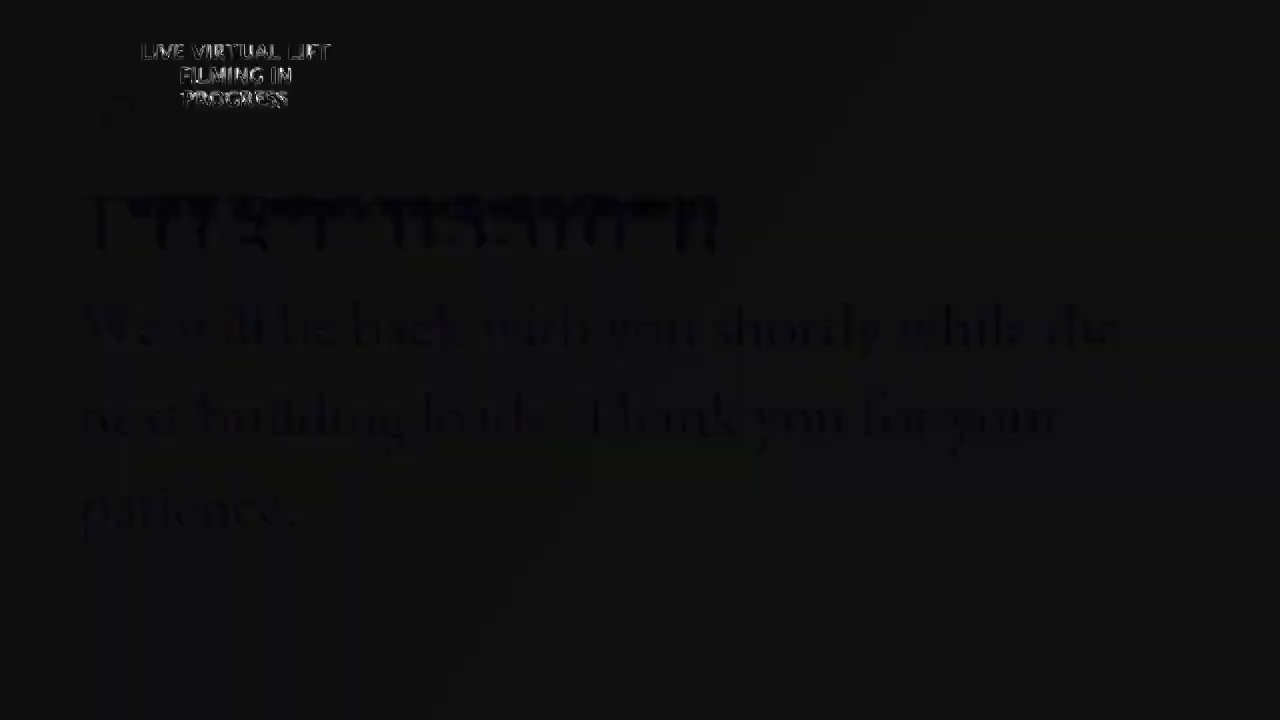 LIVE VIRTUAL LIFT
FILMING IN
PROGRESS
We will be back with you shortly while the
next building loads. Thank you for your
patience.